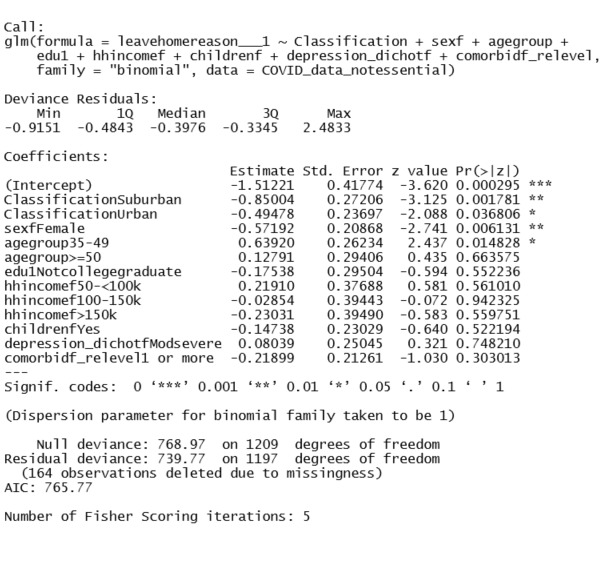 Call:
glm(formula = leavehomereason___1 ~ Classification + sexf + agegroup +
    edu1 + hhincomef + childrenf + depression_dichotf + comorbidf_relevel,
    family = "binomial", data = COVID_data_notessential)

Deviance Residuals:
    Min      1Q  Median      3Q     Max
-0.9151 -0.4843 -0.3976 -0.3345  2.4833

Coefficients:
                            Estimate Std. Error z value Pr(>|z|)
(Intercept)                 -1.51221    0.41774  -3.620 0.000295 ***
ClassificationSuburban      -0.85004    0.27206  -3.125 0.001781 **
ClassificationUrban         -0.49478    0.23697  -2.088 0.036806 *
sexfFemale                  -0.57192    0.20868  -2.741 0.006131 **
agegroup35-49                0.63920    0.26234   2.437 0.014828 *
agegroup>=50                 0.12791    0.29406   0.435 0.663575
edu1Notcollegegraduate      -0.17538    0.29504  -0.594 0.552236
hhincomef50-<100k            0.21910    0.37688   0.581 0.561010
hhincomef100-150k           -0.02854    0.39443  -0.072 0.942325
hhincomef>150k              -0.23031    0.39490  -0.583 0.559751
childrenfYes                -0.14738    0.23029  -0.640 0.522194
depression_dichotfModsevere  0.08039    0.25045   0.321 0.748210
comorbidf_relevel1 or more  -0.21899    0.21261  -1.030 0.303013
---
Signif. codes:  0 ‘***’ 0.001 ‘**’ 0.01 ‘*’ 0.05 ‘.’ 0.1 ‘ ’ 1

(Dispersion parameter for binomial family taken to be 1)

    Null deviance: 768.97  on 1209  degrees of freedom
Residual deviance: 739.77  on 1197  degrees of freedom
  (164 observations deleted due to missingness)
AIC: 765.77

Number of Fisher Scoring iterations: 5